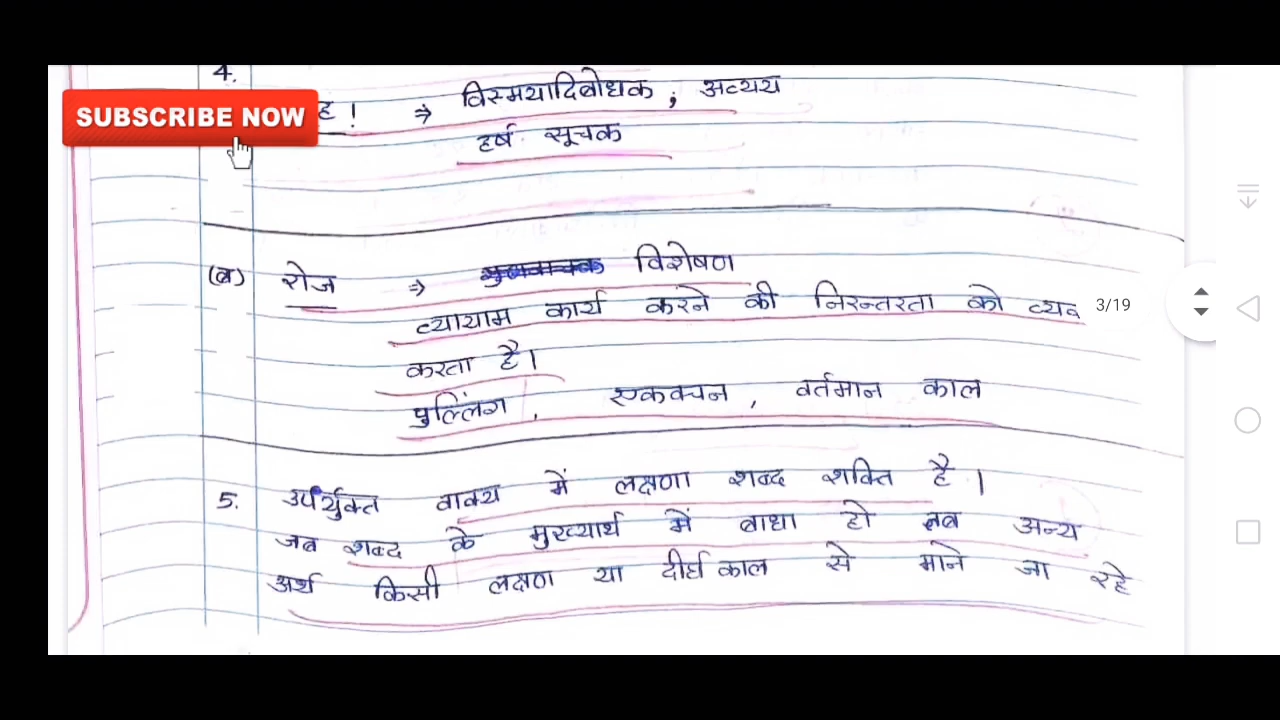 4.
SUBSCRIBE NOW
ह ! ⇒ विस्मयादिबोधक ; अव्यय
हर्ष सूचक
(ब) रोज ⇒ विशेषण
व्यायाम कार्य करने की निरन्तरता को व्यक्
3/19
करता है।
पुल्लिंग , एकवचन , वर्तमान काल
5. उपर्युक्त वाक्य में लक्षणा शब्द शक्ति है।
जब शब्द के मुख्यार्थ में बाधा हो तब अन्य
अर्थ किसी लक्षण या दीर्घ काल से माने जा रहे